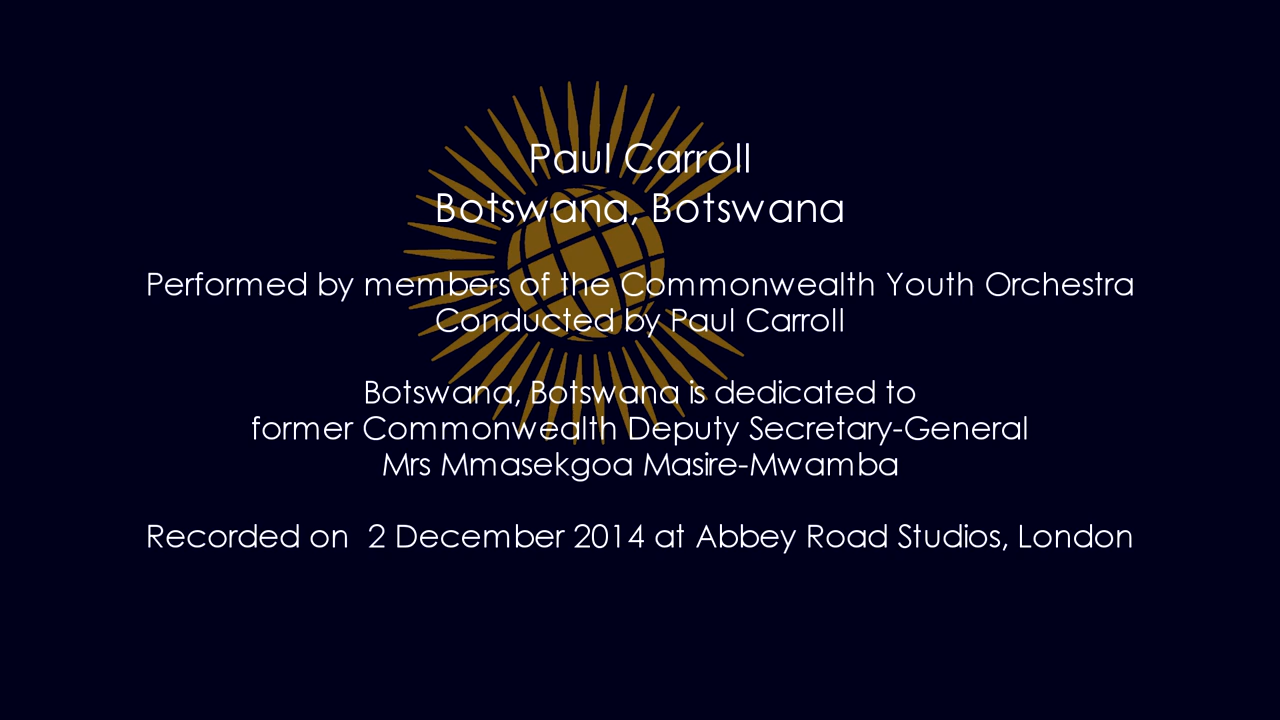 Paul Carroll
Botswana, Botswana
Performed by members of the Commonwealth Youth Orchestra
Conducted by Paul Carroll
Botswana, Botswana is dedicated to
former Commonwealth Deputy Secretary-General
Mrs Mmasekgoa Masire-Mwamba
Recorded on  2 December 2014 at Abbey Road Studios, London